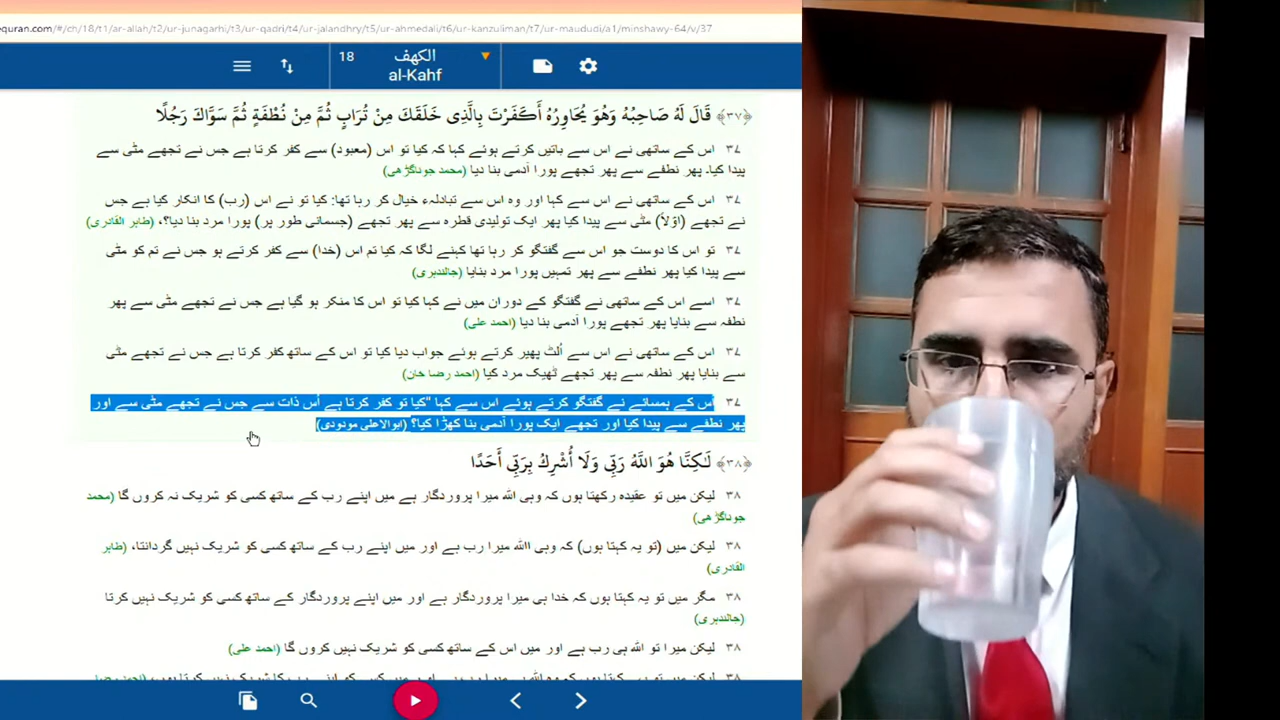 equran.com/#/ch/18/t1/ar-allah/t2/ur-junagarhi/t3/ur-qadri/t4/ur-jalandhry/t5/ur-ahmedali/t6/ur-kanzuliman/t7/ur-maududi/a1/minshawy-64/v/37
18
الكهف
al-Kahf
قَالَ لَهُ صَاحِبُهُ وَهُوَ يُحَاوِرُهُ أَكَفَرْتَ بِالَّذِى خَلَقَكَ مِنْ تُرَابٍ ثُمَّ مِنْ نُطْفَةٍ ثُمَّ سَوَّاكَ رَجُلًا ﴿٣٧﴾
٣٧ اس کے ساتھی نے اس سے باتیں کرتے ہوئے کہا کہ کیا تو اس (معبود) سے کفر کرتا ہے جس نے تجھے مٹی سے
پیدا کیا۔ پھر نطفے سے پھر تجھے پورا آدمی بنا دیا (محمد جوناگڑھی)
٣٧ اس کے ساتھی نے اس سے کہا اور وہ اس سے تبادلہء خیال کر رہا تھا: کیا تو نے اس (رب) کا انکار کیا ہے جس
نے تجھے (اوّلاً) مٹی سے پیدا کیا پھر ایک تولیدی قطرہ سے پھر تجھے (جسمانی طور پر) پورا مرد بنا دیا؟، (طاہر القادری)
٣٧ تو اس کا دوست جو اس سے گفتگو کر رہا تھا کہنے لگا کہ کیا تم اس (خدا) سے کفر کرتے ہو جس نے تم کو مٹی
سے پیدا کیا پھر نطفے سے پھر تمہیں پورا مرد بنایا (جالندہری)
٣٧ اسے اس کے ساتھی نے گفتگو کے دوران میں نے کہا کیا تو اس کا منکر ہو گیا ہے جس نے تجھے مٹی سے پھر
نطفہ سے بنایا پھر تجھے پورا آدمی بنا دیا (احمد علی)
٣٧ اس کے ساتھی نے اس سے اُلٹ پھیر کرتے ہوئے جواب دیا کیا تو اس کے ساتھ کفر کرتا ہے جس نے تجھے مٹی
سے بنایا پھر نطفہ سے پھر تجھے ٹھیک مرد کیا (احمد رضا خان)
٣٧ اُس کے ہمسائے نے گفتگو کرتے ہوئے اس سے کہا "کیا تو کفر کرتا ہے اُس ذات سے جس نے تجھے مٹی سے اور
پھر نطفے سے پیدا کیا اور تجھے ایک پورا آدمی بنا کھڑا کیا؟ (ابوالاعلی مودودی)
لَٰكِنَّا هُوَ اللَّهُ رَبِّى وَلَا أُشْرِكُ بِرَبِّى أَحَدًا ﴿٣٨﴾
٣٨ لیکن میں تو عقیده رکھتا ہوں کہ وہی اللہ میرا پروردگار ہے میں اپنے رب کے ساتھ کسی کو شریک نہ کروں گا (محمد
جوناگڑھی)
٣٨ لیکن میں (تو یہ کہتا ہوں) کہ وہی اﷲ میرا رب ہے اور میں اپنے رب کے ساتھ کسی کو شریک نہیں گردانتا، (طاہر
القادری)
٣٨ مگر میں تو یہ کہتا ہوں کہ خدا ہی میرا پروردگار ہے اور میں اپنے پروردگار کے ساتھ کسی کو شریک نہیں کرتا
(جالندہری)
٣٨ لیکن میرا تو اللہ ہی رب ہے اور میں اس کے ساتھ کسی کو شریک نہیں کروں گا (احمد علی)